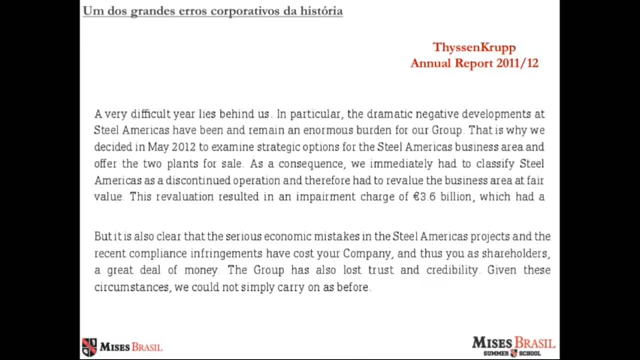 Um dos grandes erros corporativos da história
ThyssenKrupp
Annual Report 2011/12
A very difficult year lies behind us. In particular, the dramatic negative developments at
Steel Americas have been and remain an enormous burden for our Group. That is why we
decided in May 2012 to examine strategic options for the Steel Americas business area and
offer the two plants for sale. As a consequence, we immediately had to classify Steel
Americas as a discontinued operation and therefore had to revalue the business area at fair
value. This revaluation resulted in an impairment charge of €3.6 billion, which had a
But it is also clear that the serious economic mistakes in the Steel Americas projects and the
recent compliance infringements have cost your Company, and thus you as shareholders,
a great deal of money. The Group has also lost trust and credibility. Given these
circumstances, we could not simply carry on as before.
MISES BRASIL
MISES BRASIL
SUMMER SCHOOL